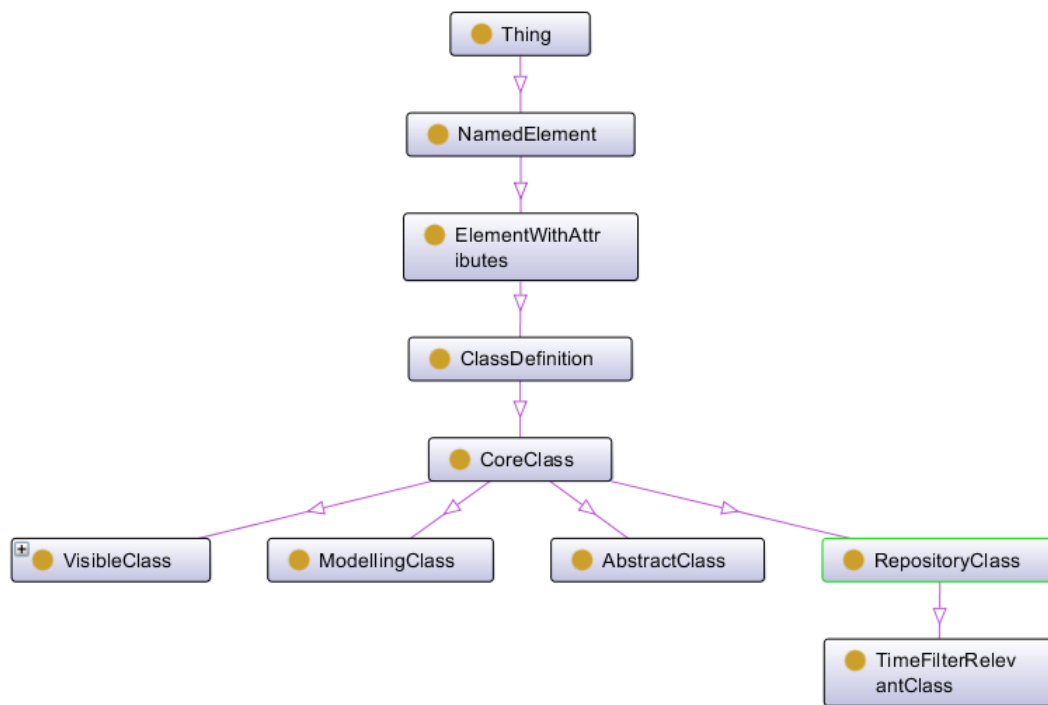 Thing
NamedElement
ElementWithAttr
ibutes
ClassDefinition
CoreClass
VisibleClass
ModellingClass
AbstractClass
RepositoryClass
TimeFilterRelev
antClass